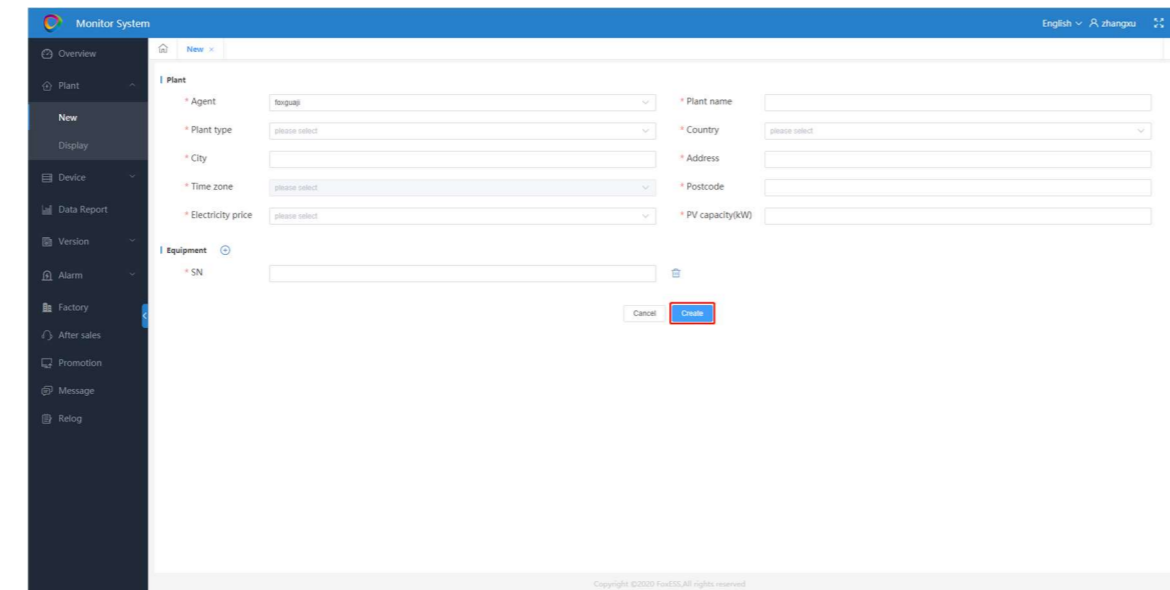 Monitor System
English zhangxu
Overview
New ×
Plant
Plant
* Agent foxguaji * Plant name
New
* Plant type please select * Country please select
Display
* City * Address
Device
* Time zone please select * Postcode
Data Report
* Electricity price please select * PV capacity(kW)
Version
Equipment
Alarm
* SN
Factory
Cancel Create
After sales
Promotion
Message
Relog
Copyright ©2020 FoxESS,All rights reserved